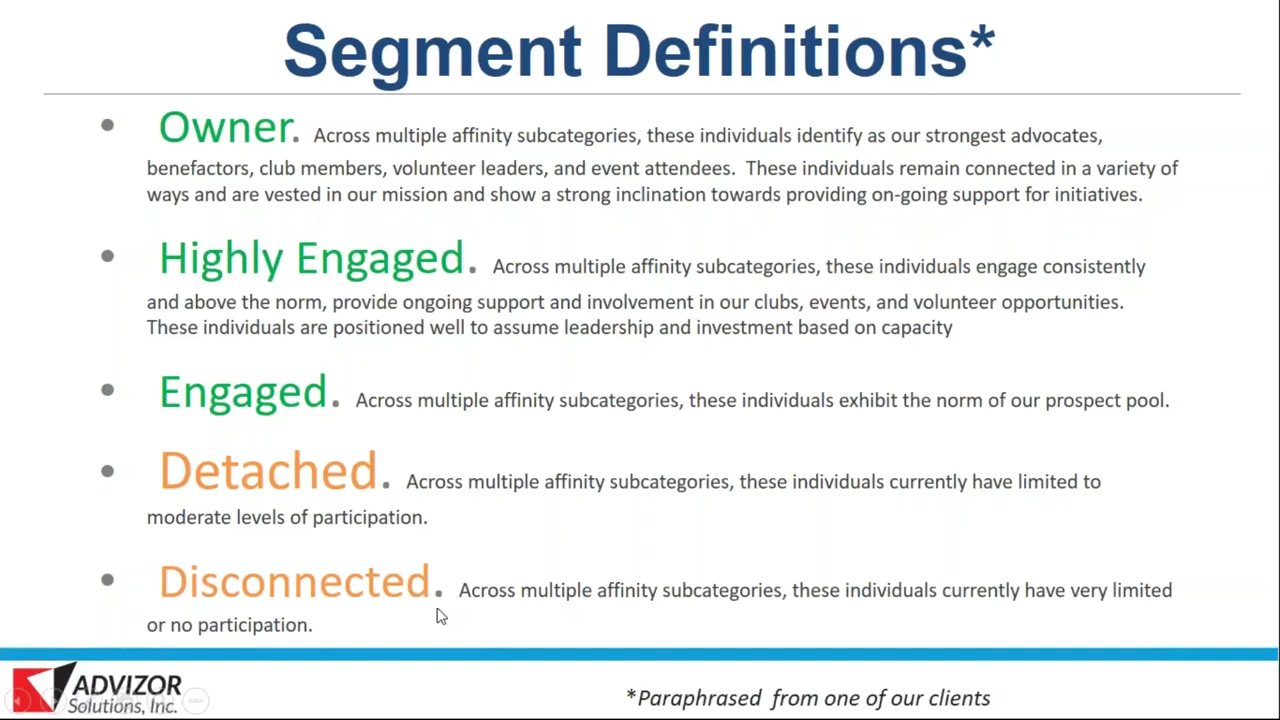 Segment Definitions*
• Owner. Across multiple affinity subcategories, these individuals identify as our strongest advocates,
benefactors, club members, volunteer leaders, and event attendees. These individuals remain connected in a variety of
ways and are vested in our mission and show a strong inclination towards providing on-going support for initiatives.
• Highly Engaged. Across multiple affinity subcategories, these individuals engage consistently
and above the norm, provide ongoing support and involvement in our clubs, events, and volunteer opportunities.
These individuals are positioned well to assume leadership and investment based on capacity
• Engaged. Across multiple affinity subcategories, these individuals exhibit the norm of our prospect pool.
• Detached. Across multiple affinity subcategories, these individuals currently have limited to
moderate levels of participation.
• Disconnected. Across multiple affinity subcategories, these individuals currently have very limited
or no participation.
ADVIZOR
Solutions, Inc.
*Paraphrased from one of our clients